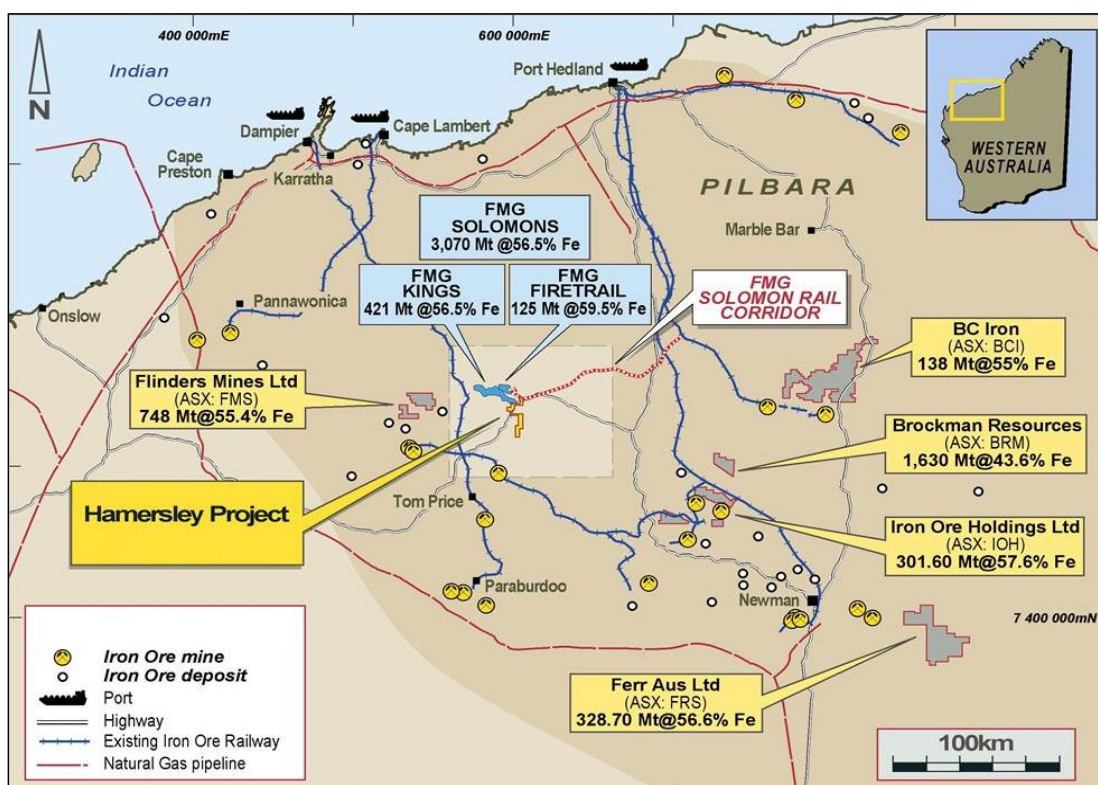 400 000mE
600 000mE
Indian
Ocean
N
Port Hedland
Dampier
Cape Lambert
Cape
Preston
Karratha
PILBARA
WESTERN
AUSTRALIA
FMG
SOLOMONS
3,070 Mt @56.5% Fe
Marble Bar
FMG
KINGS
421 Mt @56.5% Fe
FMG
FIRETRAIL
125 Mt @59.5% Fe
FMG
SOLOMON RAIL
CORRIDOR
Pannawonica
Onslow
BC Iron
(ASX: BCI)
138 Mt@55% Fe
Flinders Mines Ltd
(ASX: FMS)
748 Mt@55.4% Fe
Brockman Resources
(ASX: BRM)
1,630 Mt@43.6% Fe
Hamersley Project
Tom Price
Iron Ore Holdings Ltd
(ASX: IOH)
301.60 Mt@57.6% Fe
Paraburdoo
Newman
7 400 000mN
Iron Ore mine
Iron Ore deposit
Port
Highway
Existing Iron Ore Railway
Natural Gas pipeline
Ferr Aus Ltd
(ASX: FRS)
328.70 Mt@56.6% Fe
100km